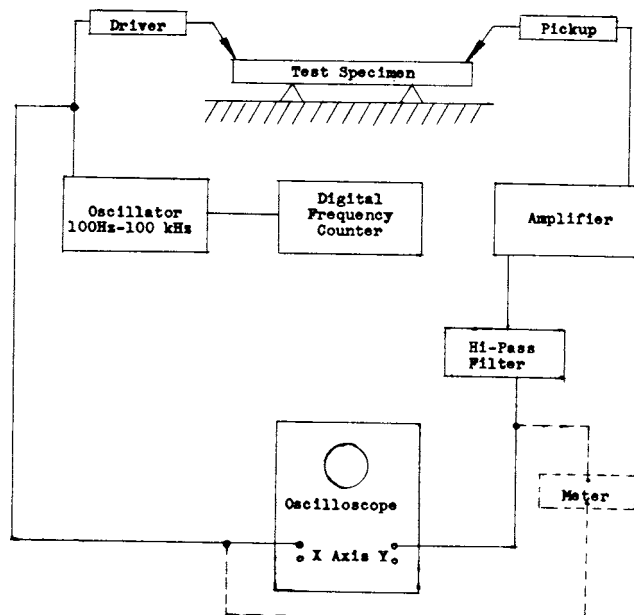 Driver
Pickup
Test Specimen
Oscillator
100Hz-100 kHz
Digital
Frequency
Counter
Amplifier
Hi-Pass
Filter
Oscilloscope
Meter
X Axis Y